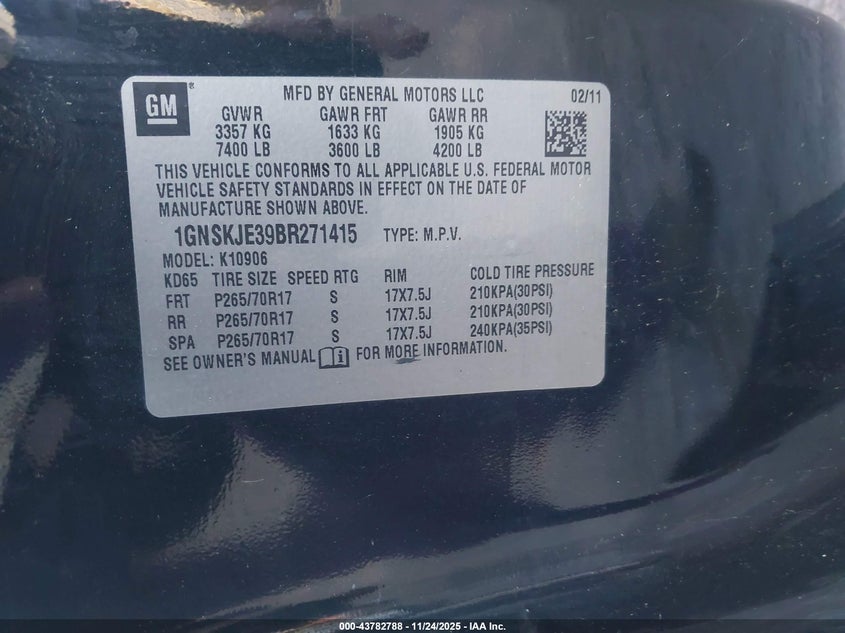 GM ®
MFD BY GENERAL MOTORS LLC 02/11
GVWR GAWR FRT GAWR RR
3357 KG 1633 KG 1905 KG
7400 LB 3600 LB 4200 LB
THIS VEHICLE CONFORMS TO ALL APPLICABLE U.S. FEDERAL MOTOR
VEHICLE SAFETY STANDARDS IN EFFECT ON THE DATE OF
MANUFACTURE SHOWN ABOVE.
1GNSKJE39BR271415 TYPE: M.P.V.
MODEL: K10906
KD65 TIRE SIZE SPEED RTG RIM COLD TIRE PRESSURE
FRT P265/70R17 S 17X7.5J 210KPA(30PSI)
RR P265/70R17 S 17X7.5J 210KPA(30PSI)
SPA P265/70R17 S 17X7.5J 240KPA(35PSI)
SEE OWNER'S MANUAL FOR MORE INFORMATION.
000-43782788 - 11/24/2025 - IAA Inc.